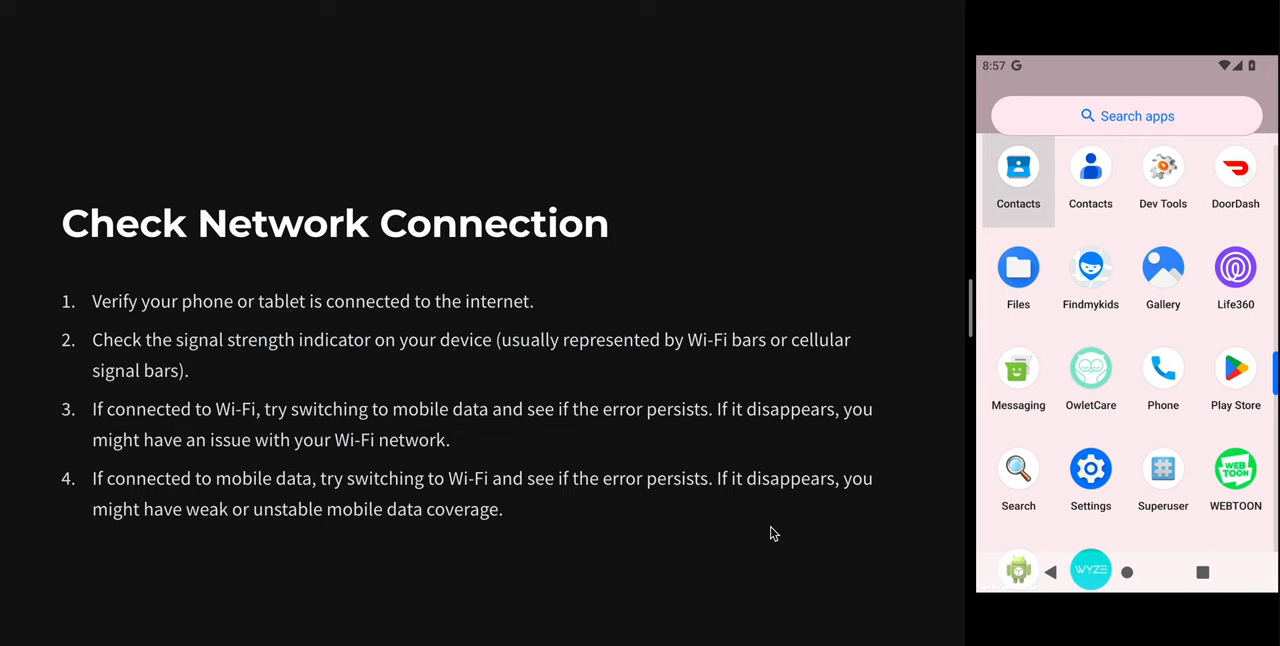 Check Network Connection
1. Verify your phone or tablet is connected to the internet.
2. Check the signal strength indicator on your device (usually represented by Wi-Fi bars or cellular
signal bars).
3. If connected to Wi-Fi, try switching to mobile data and see if the error persists. If it disappears, you
might have an issue with your Wi-Fi network.
4. If connected to mobile data, try switching to Wi-Fi and see if the error persists. If it disappears, you
might have weak or unstable mobile data coverage.
8:57 G
Search apps
Contacts Contacts Dev Tools DoorDash
Files Findmykids Gallery Life360
Messaging OwletCare Phone Play Store
WEB
TOON
Search Settings Superuser WEBTOON
WYZE